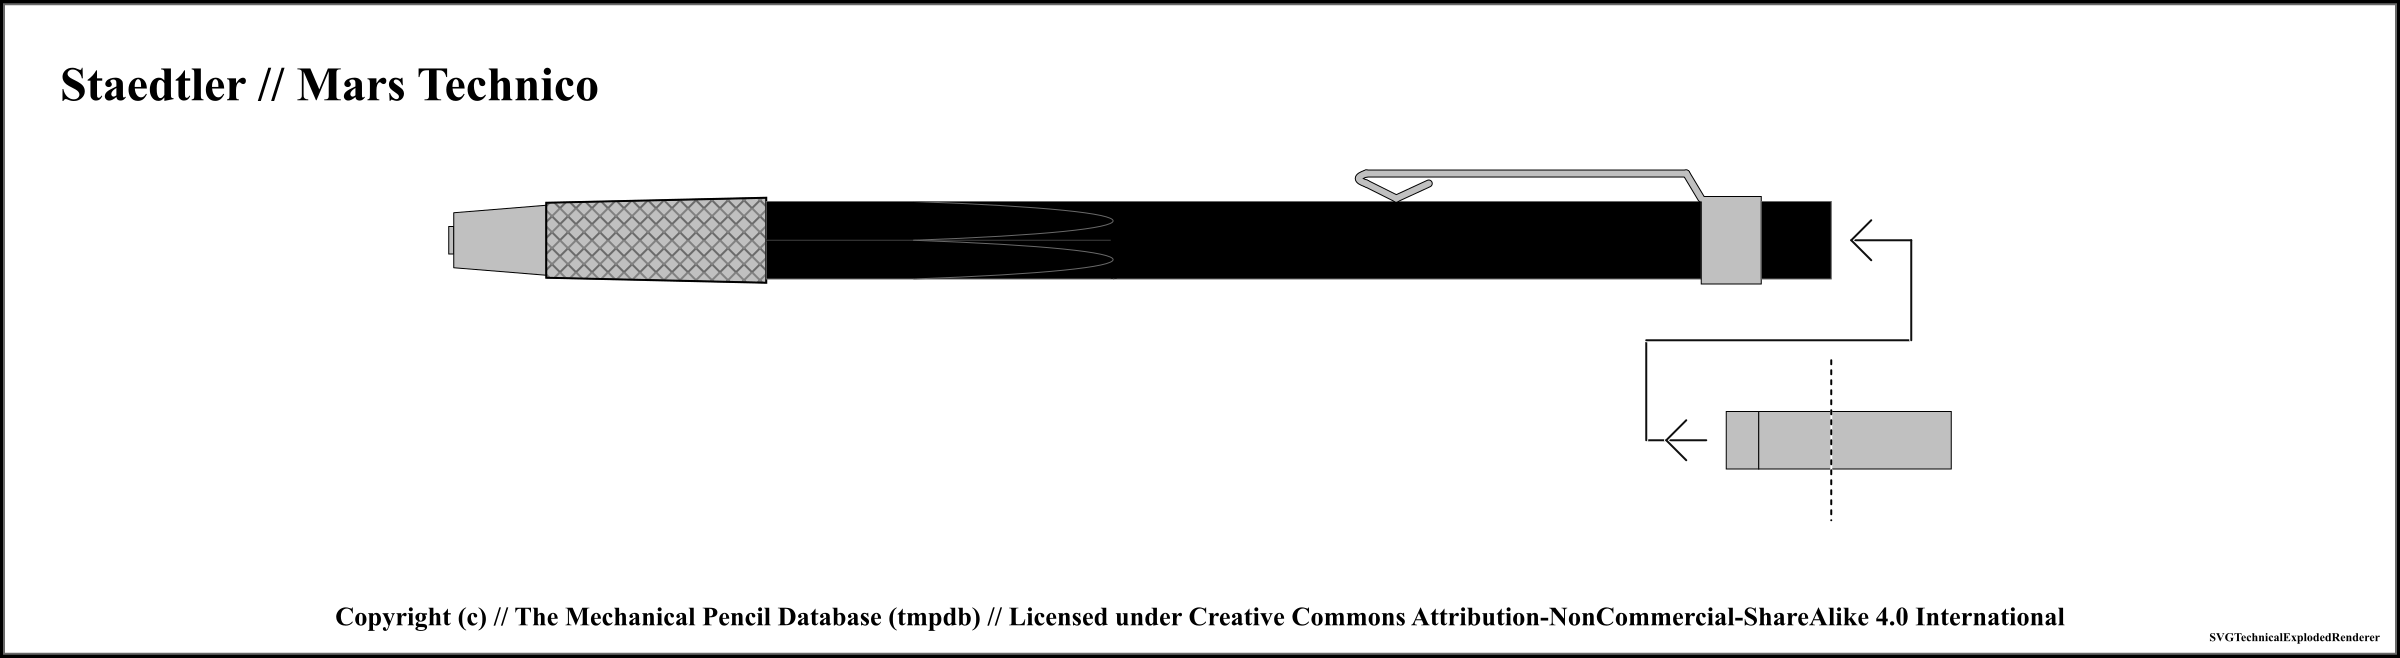 Staedtler // Mars Technico
Copyright (c) // The Mechanical Pencil Database (tmpdb) // Licensed under Creative Commons Attribution-NonCommercial-ShareAlike 4.0 International
SVGTechnicalExplodedRenderer